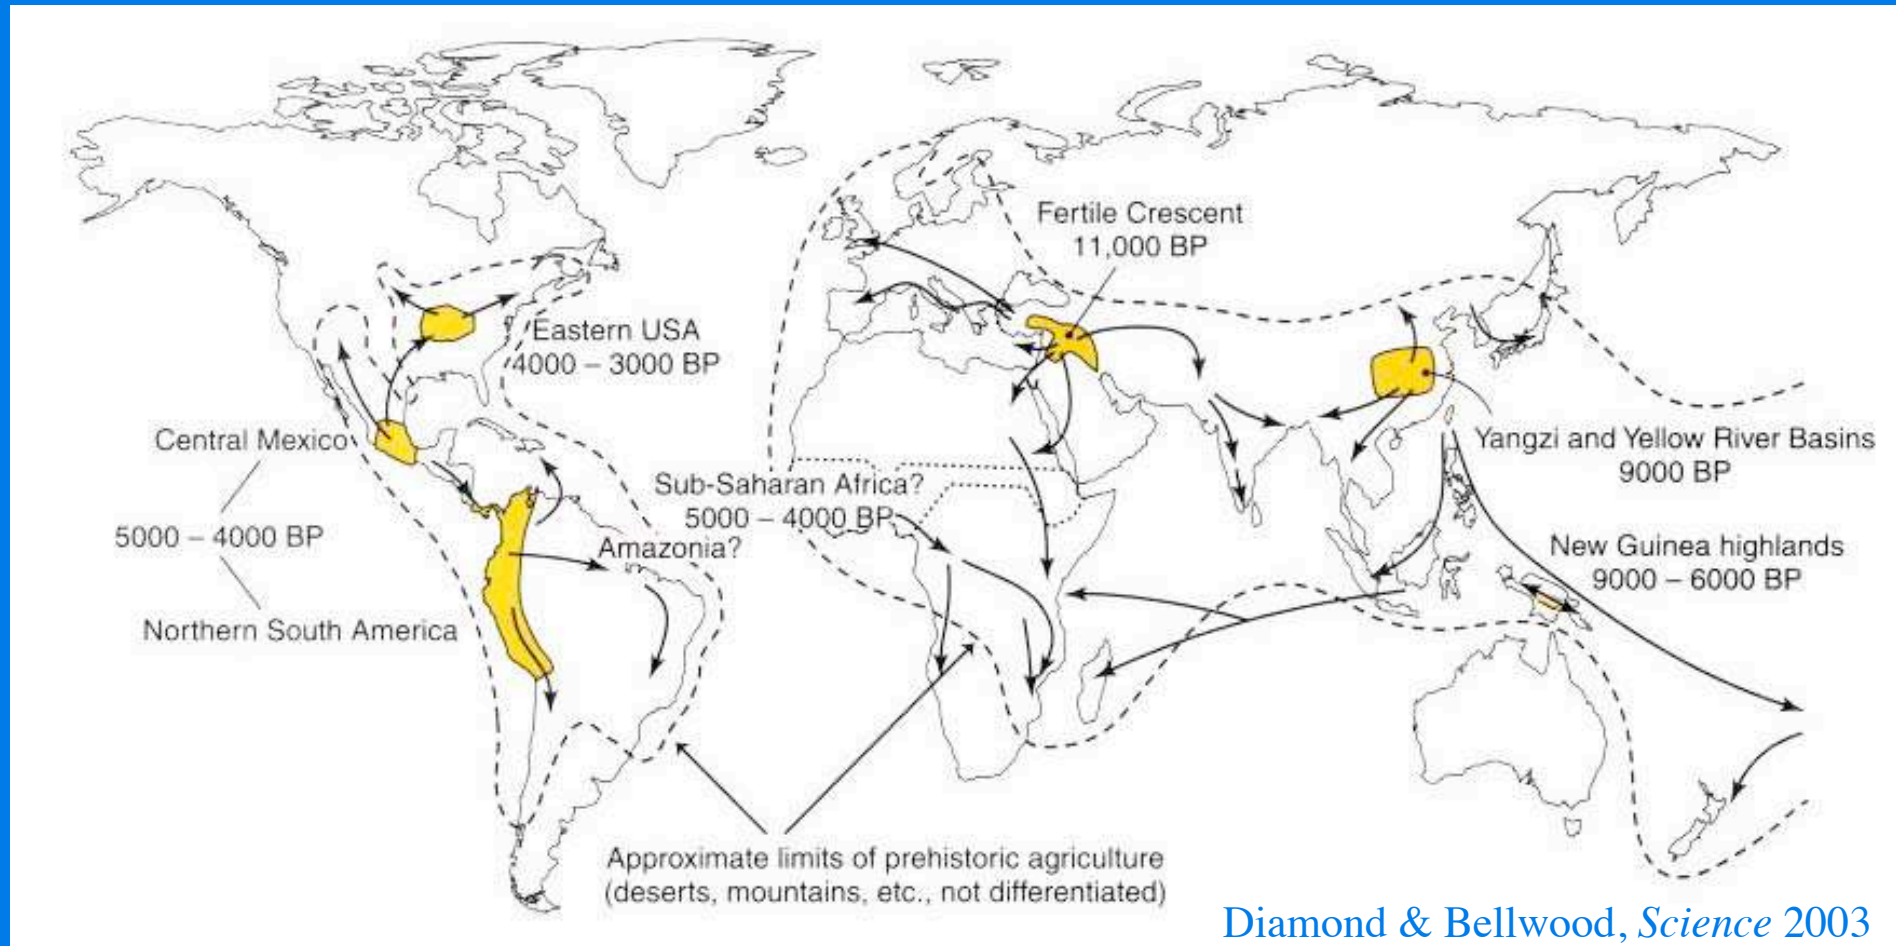 Fertile Crescent
11,000 BP
Eastern USA
4000 – 3000 BP
Central Mexico
5000 – 4000 BP
Northern South America
Amazonia?
Sub-Saharan Africa?
5000 – 4000 BP
Yangzi and Yellow River Basins
9000 BP
New Guinea highlands
9000 – 6000 BP
Approximate limits of prehistoric agriculture
(deserts, mountains, etc., not differentiated)
Diamond & Bellwood, Science 2003